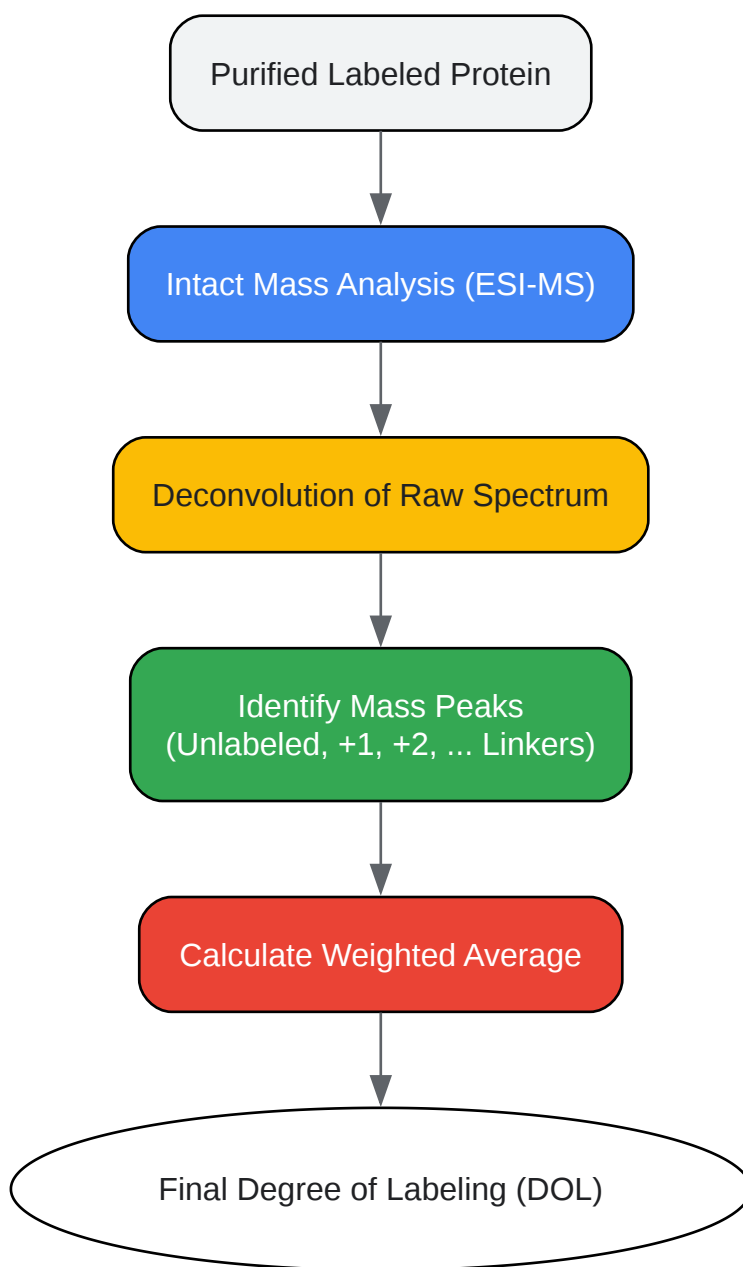 Purified Labeled Protein
Intact Mass Analysis (ESI-MS)
Deconvolution of Raw Spectrum
Identify Mass Peaks
(Unlabeled, +1, +2, ... Linkers)
Calculate Weighted Average
Final Degree of Labeling (DOL)